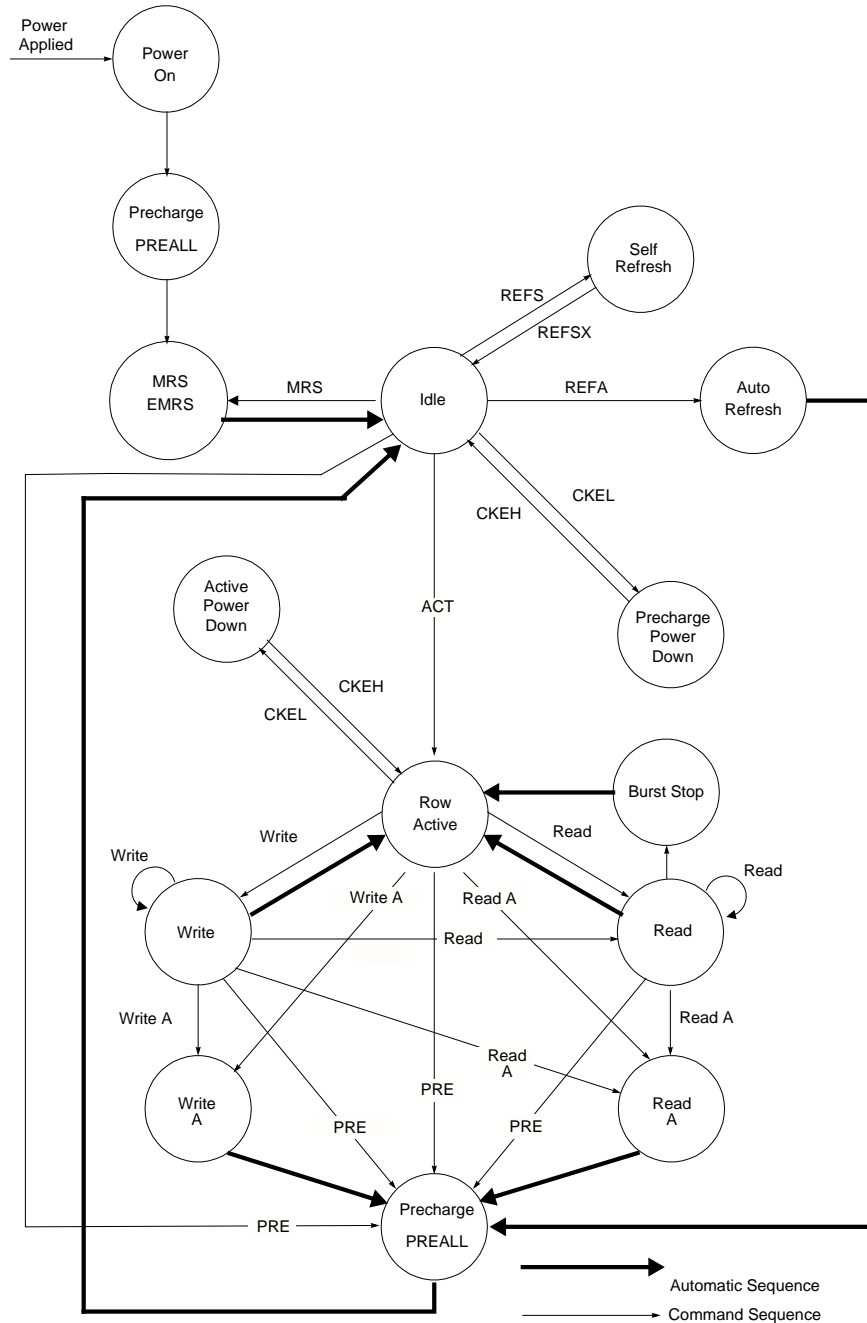 Power
Applied
Power
On
Precharge
PREALL
Self
Refresh
REFS
REFSX
MRS
EMRS
MRS
Idle
REFA
Auto
Refresh
CKEL
CKEH
Active
Power
Down
ACT
Precharge
Power
Down
CKEH
CKEL
Row
Active
Burst Stop
Write
Read
Write
Read
Write A
Read A
Write
Read
Read
Write A
Read A
Read
A
Write
A
Read
A
PRE
PRE
PRE
Precharge
PREALL
PRE
Automatic Sequence
Command Sequence